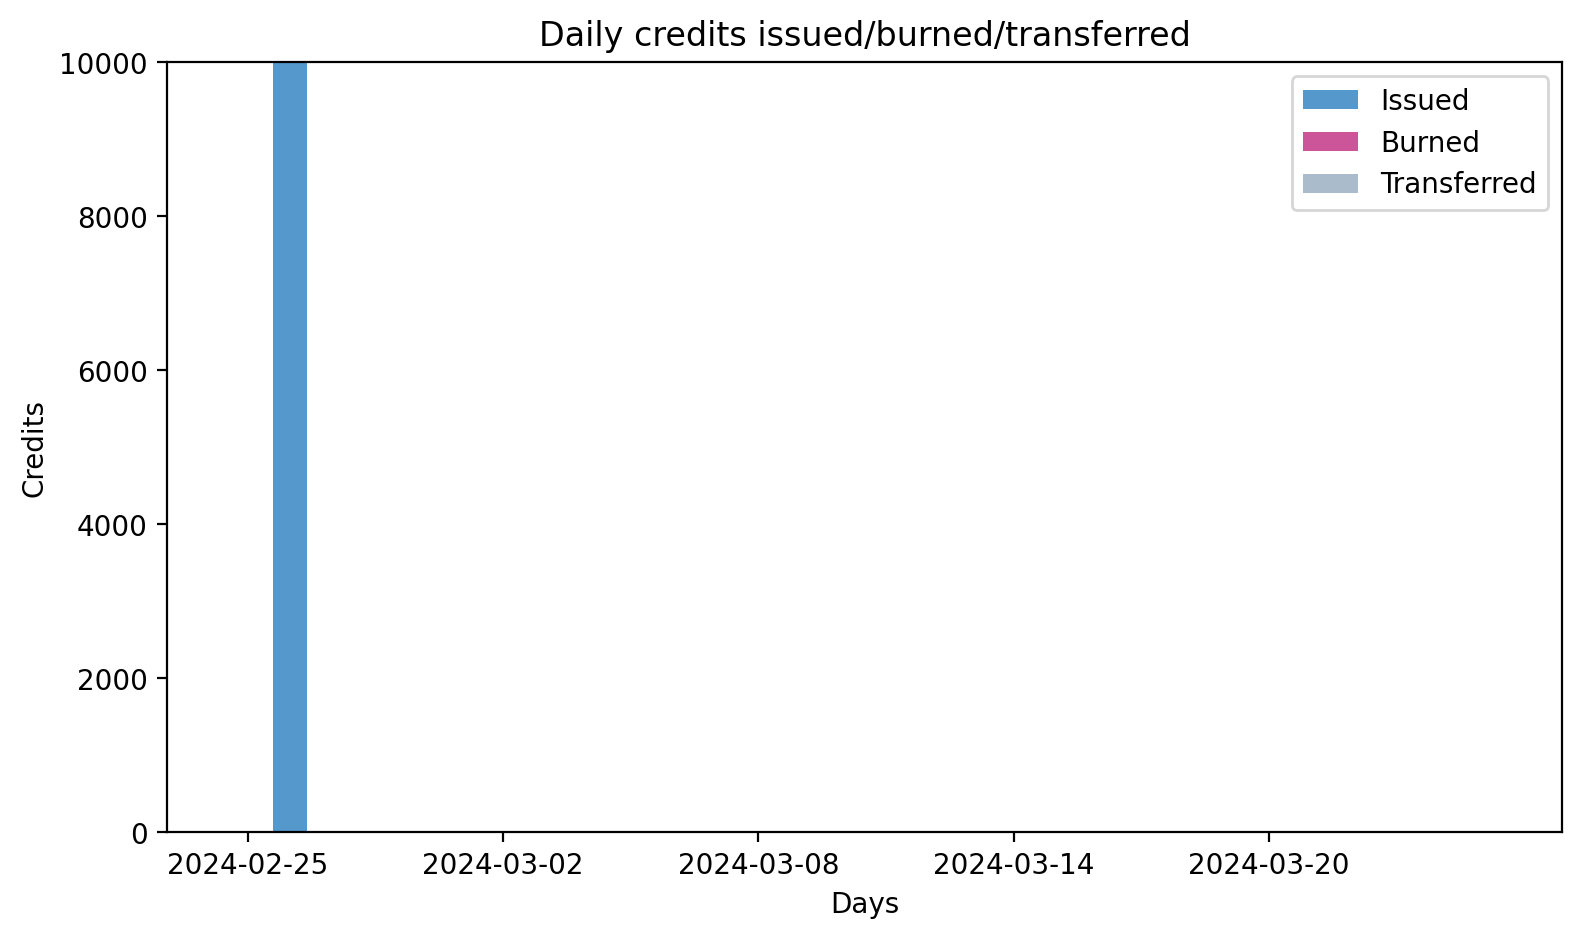 Daily credits issued/burned/transferred
10000
8000
6000
4000
2000
0
Credits
Issued
Burned
Transferred
2024-02-25
2024-03-02
2024-03-08
2024-03-14
2024-03-20
Days